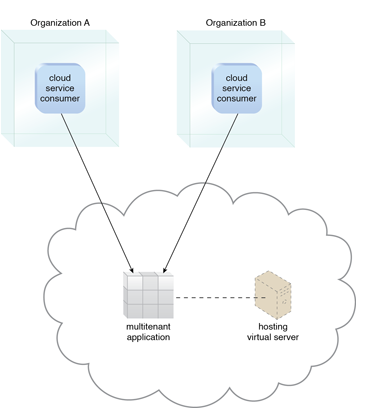 Organization A
Organization B
cloud
service
consumer
cloud
service
consumer
multitenant
application
hosting
virtual server